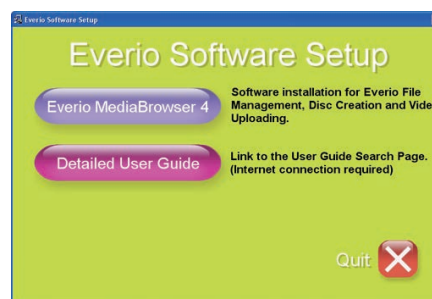 Everio Software Setup
Everio Software Setup
Everio MediaBrowser 4
Software installation for Everio File
Management, Disc Creation and Vide
Uploading.
Detailed User Guide
Link to the User Guide Search Page.
(Internet connection required)
Quit